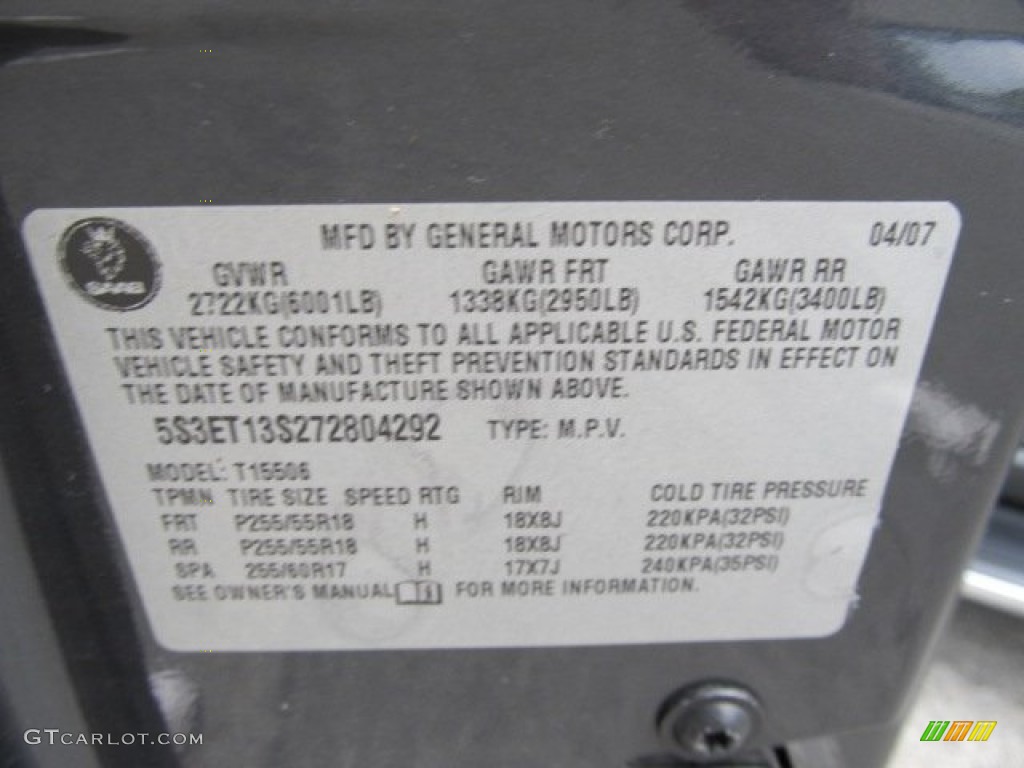 MFD BY GENERAL MOTORS CORP. 04/07
SAAB
GVWR GAWR FRT GAWR RR
2722KG(6001LB) 1338KG(2950LB) 1542KG(3400LB)
THIS VEHICLE CONFORMS TO ALL APPLICABLE U.S. FEDERAL MOTOR
VEHICLE SAFETY AND THEFT PREVENTION STANDARDS IN EFFECT ON
THE DATE OF MANUFACTURE SHOWN ABOVE.
5S3ET13S272804292 TYPE: M.P.V.
MODEL: T15506
TPMN TIRE SIZE SPEED RTG RIM COLD TIRE PRESSURE
FRT P255/55R18 H 18X8J 220KPA(32PSI)
RR P255/55R18 H 18X8J 220KPA(32PSI)
SPA 255/60R17 H 17X7J 240KPA(35PSI)
SEE OWNER'S MANUAL FOR MORE INFORMATION.
GTCARLOT.COM